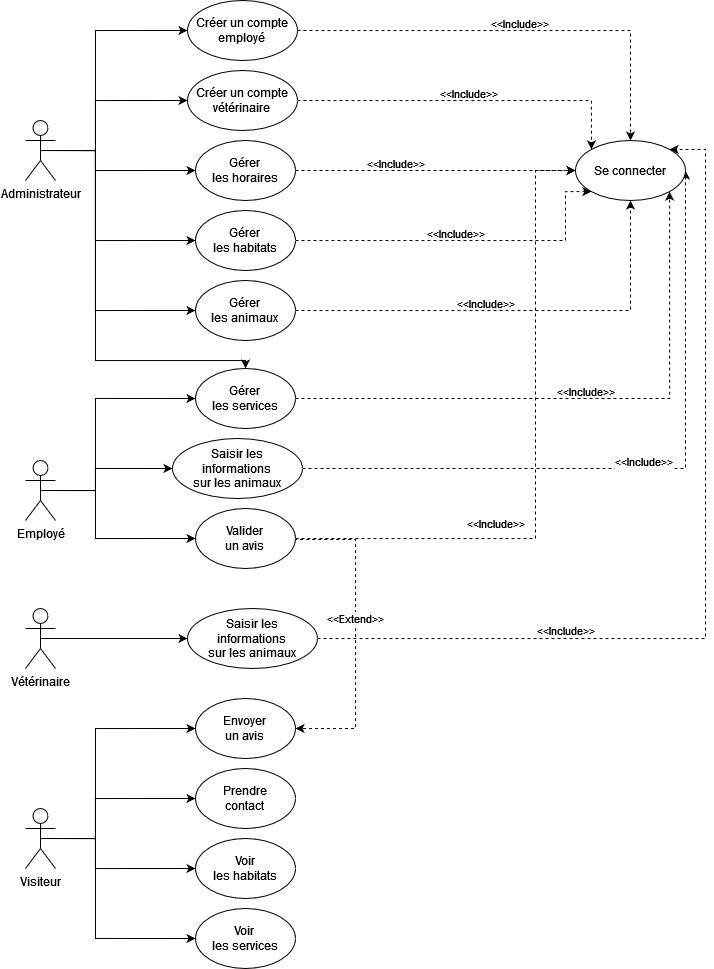 Créer un compte
employé
<<Include>>
Créer un compte
vétérinaire
<<Include>>
Gérer
les horaires
<<Include>>
Se connecter
Administrateur
Gérer
les habitats
<<Include>>
Gérer
les animaux
<<Include>>
Gérer
les services
<<Include>>
Saisir les
informations
sur les animaux
<<Include>>
Employé
Valider
un avis
<<Include>>
<<Extend>>
Saisir les
informations
sur les animaux
<<Include>>
Vétérinaire
Envoyer
un avis
Prendre
contact
Visiteur
Voir
les habitats
Voir
les services